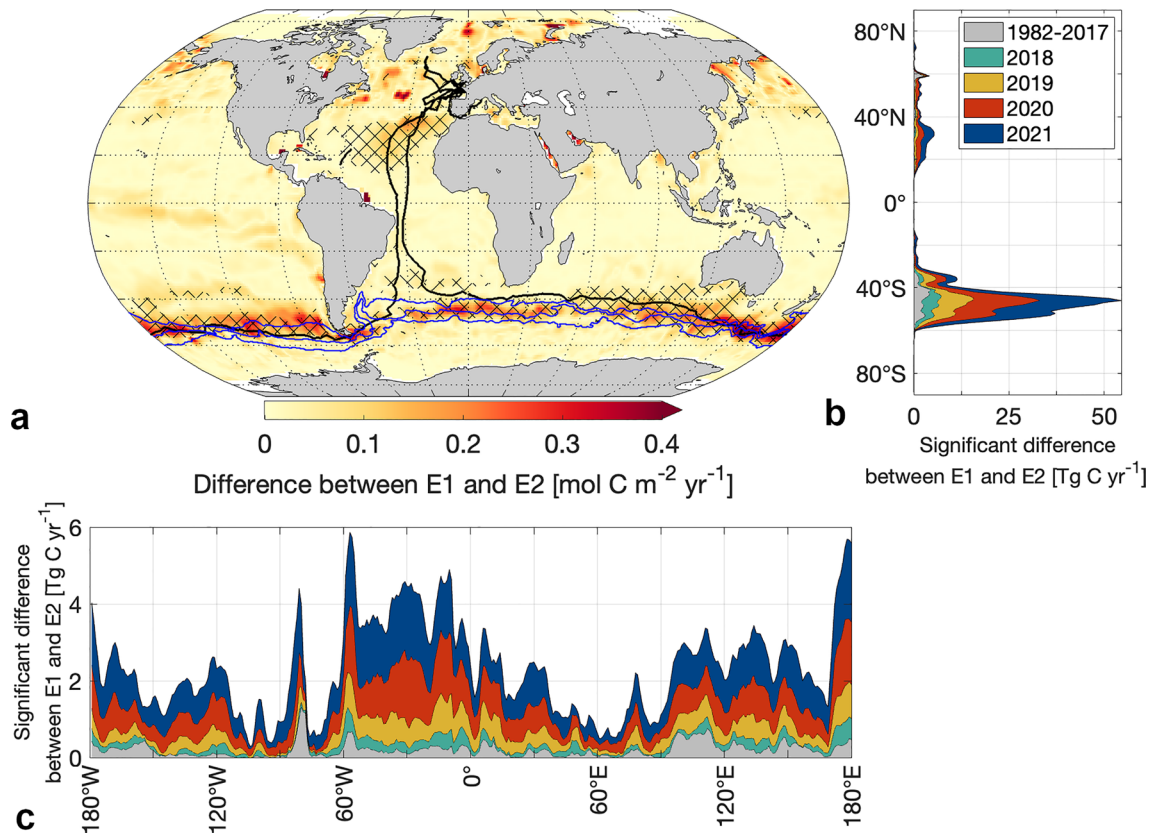 a
0
0.1
0.2
0.3
0.4
Difference between E1 and E2 [mol C m⁻² yr⁻¹]
80°N
40°N
0°
40°S
80°S
1982-2017
2018
2019
2020
2021
b
0
25
50
Significant difference
between E1 and E2 [Tg C yr⁻¹]
Significant difference
between E1 and E2 [Tg C yr⁻¹]
6
4
2
0
180°W
120°W
60°W
0°
60°E
120°E
180°E
c